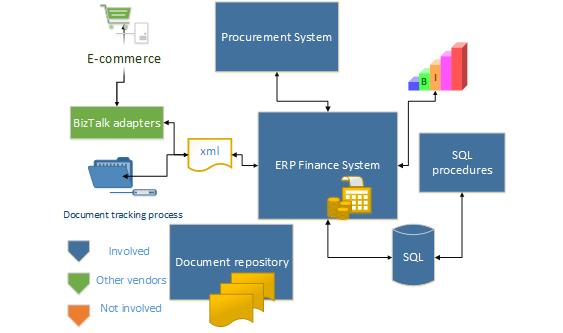 Procurement System
E-commerce
B I
BizTalk adapters
xml
ERP Finance System
SQL
procedures
Document tracking process
Involved
Document repository
SQL
Other vendors
Not involved